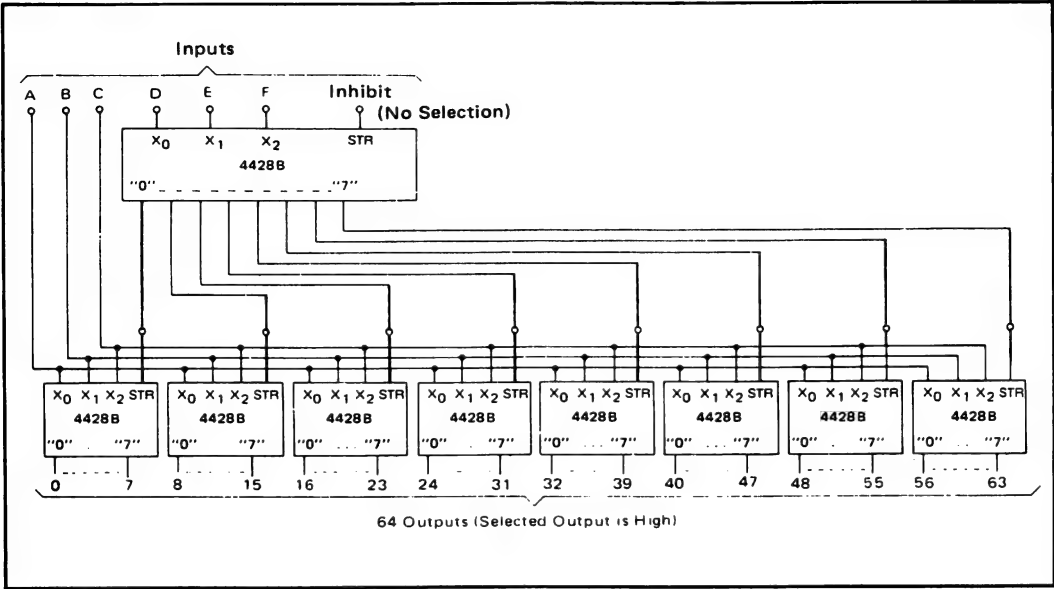 Inputs
A B C D E F Inhibit
(No Selection)
X0 X1 X2 STR
4428B
"0" "7"
X0 X1 X2 STR X0 X1 X2 STR X0 X1 X2 STR X0 X1 X2 STR X0 X1 X2 STR X0 X1 X2 STR X0 X1 X2 STR X0 X1 X2 STR
4428B 4428B 4428B 4428B 4428B 4428B 4428B 4428B
"0" "7" "0" "7" "0" "7" "0" "7" "0" "7" "0" "7" "0" "7" "0" "7"
0 7 8 15 16 23 24 31 32 39 40 47 48 55 56 63
64 Outputs (Selected Output is High)